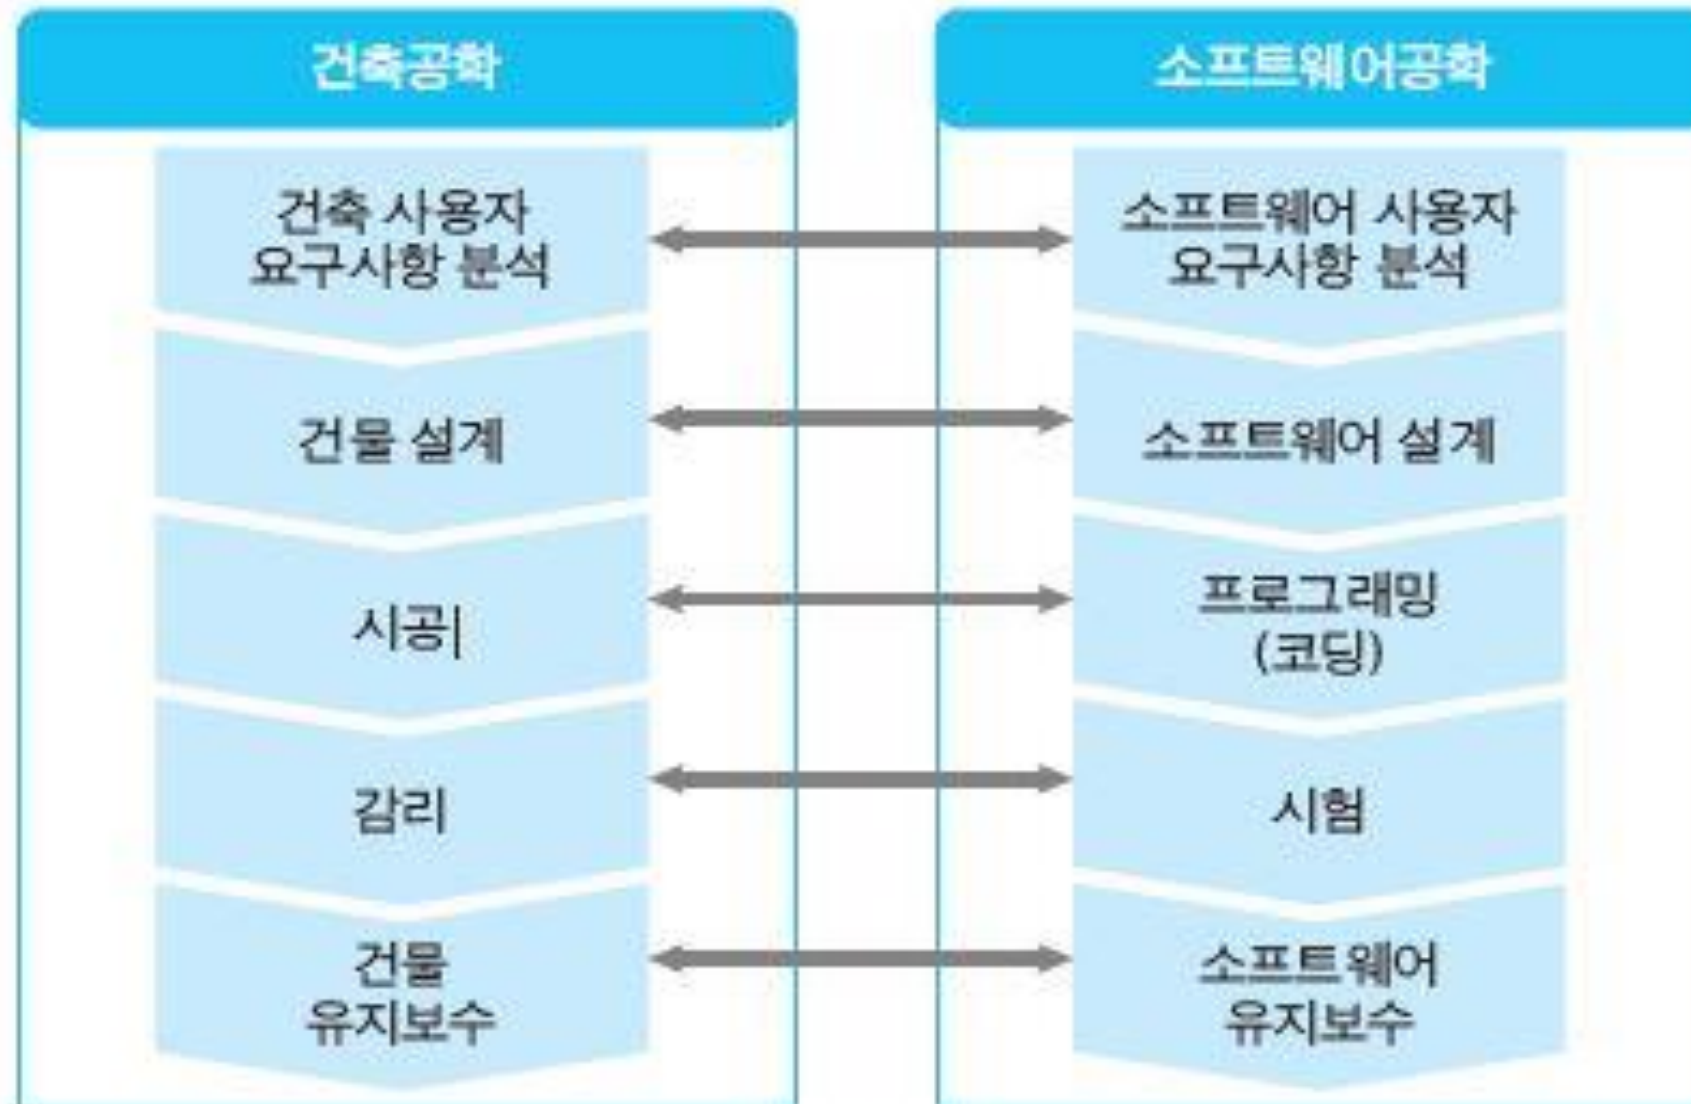 건축공학
건축 사용자
요구사항 분석
건물 설계
시공|
감리
건물
유지보수
소프트웨어공학
소프트웨어 사용자
요구사항 분석
소프트웨어 설계
프로그래밍
(코딩)
시험
소프트웨어
유지보수